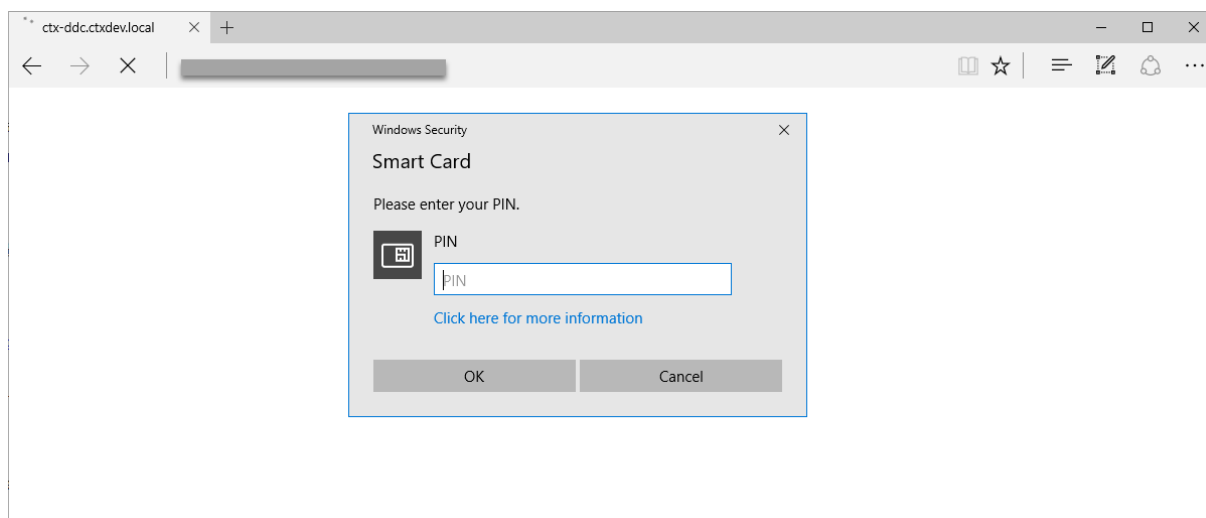 ctx-ddc.ctxdev.local
Windows Security
Smart Card
Please enter your PIN.
PIN
PIN
Click here for more information
OK Cancel